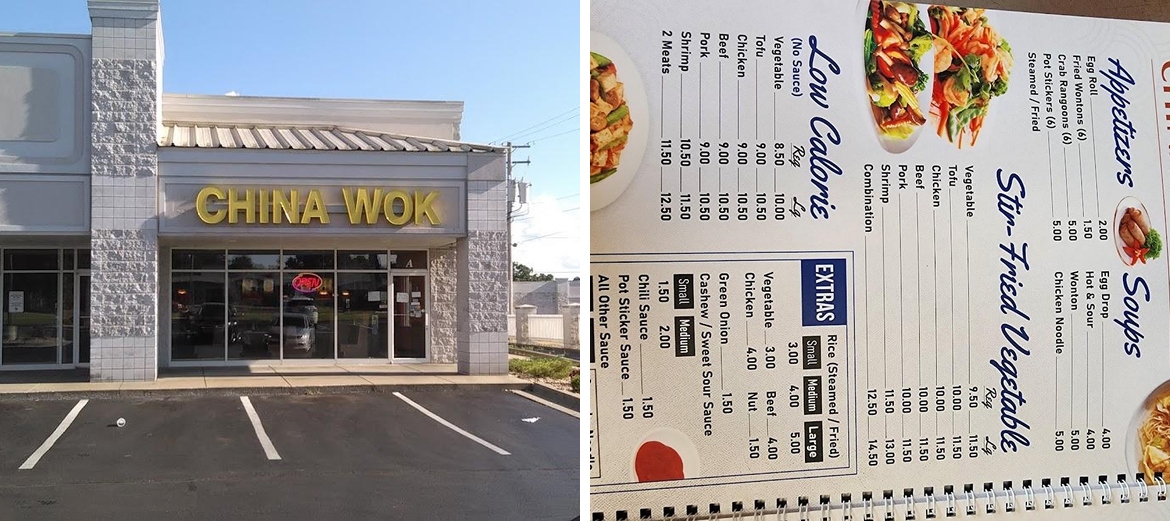 CHINA WOK
OPEN
A
Appetizers
Egg Roll 2.00
Fried Wontons (6) 1.50
Crab Rangoons (6) 5.00
Pot Stickers (6) 5.00
Steamed / Fried
Soups
Egg Drop 4.00
Hot & Sour 4.00
Wonton 5.00
Chicken Noodle 5.00
Stir-Fried Vegetable
Reg Lg
Vegetable 9.50 11.50
Tofu 10.00 11.50
Chicken 10.00 11.50
Beef 10.00 11.50
Pork 10.00 11.50
Shrimp 11.50 13.00
Combination 12.50 14.50
Low Calorie
(No Sauce) Reg Lg
Vegetable 8.50 10.00
Tofu 9.00 10.50
Chicken 9.00 10.50
Beef 9.00 10.50
Pork 9.00 10.50
Shrimp 10.50 11.50
2 Meats 11.50 12.50
EXTRAS
Rice (Steamed / Fried)
Small Medium Large
3.00 4.00 5.00
Vegetable 3.00 Beef 4.00
Chicken 4.00 Nut 1.50
Green Onion 1.50
Cashew / Sweet Sour Sauce
Small Medium
1.50 2.00
Chili Sauce 1.50
Pot Sticker Sauce 1.50
All Other Sauce